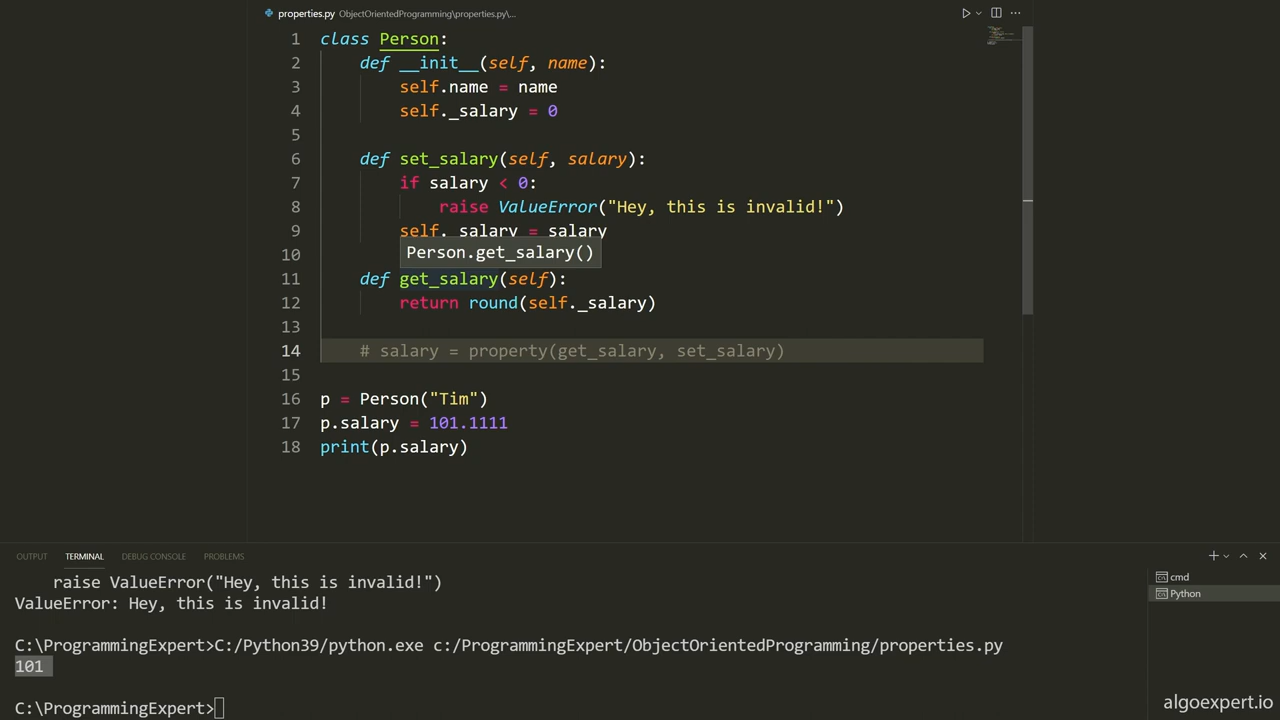 properties.py ObjectOrientedProgramming\properties.py\...
1 class Person:
2 def __init__(self, name):
3 self.name = name
4 self._salary = 0
5
6 def set_salary(self, salary):
7 if salary < 0:
8 raise ValueError("Hey, this is invalid!")
9 self._salary = salary
10 Person.get_salary()
11 def get_salary(self):
12 return round(self._salary)
13
14 # salary = property(get_salary, set_salary)
15
16 p = Person("Tim")
17 p.salary = 101.1111
18 print(p.salary)
OUTPUT TERMINAL DEBUG CONSOLE PROBLEMS
raise ValueError("Hey, this is invalid!")
ValueError: Hey, this is invalid!
C:\ProgrammingExpert>C:/Python39/python.exe c:/ProgrammingExpert/ObjectOrientedProgramming/properties.py
101
C:\ProgrammingExpert>
cmd
Python
algoexpert.io